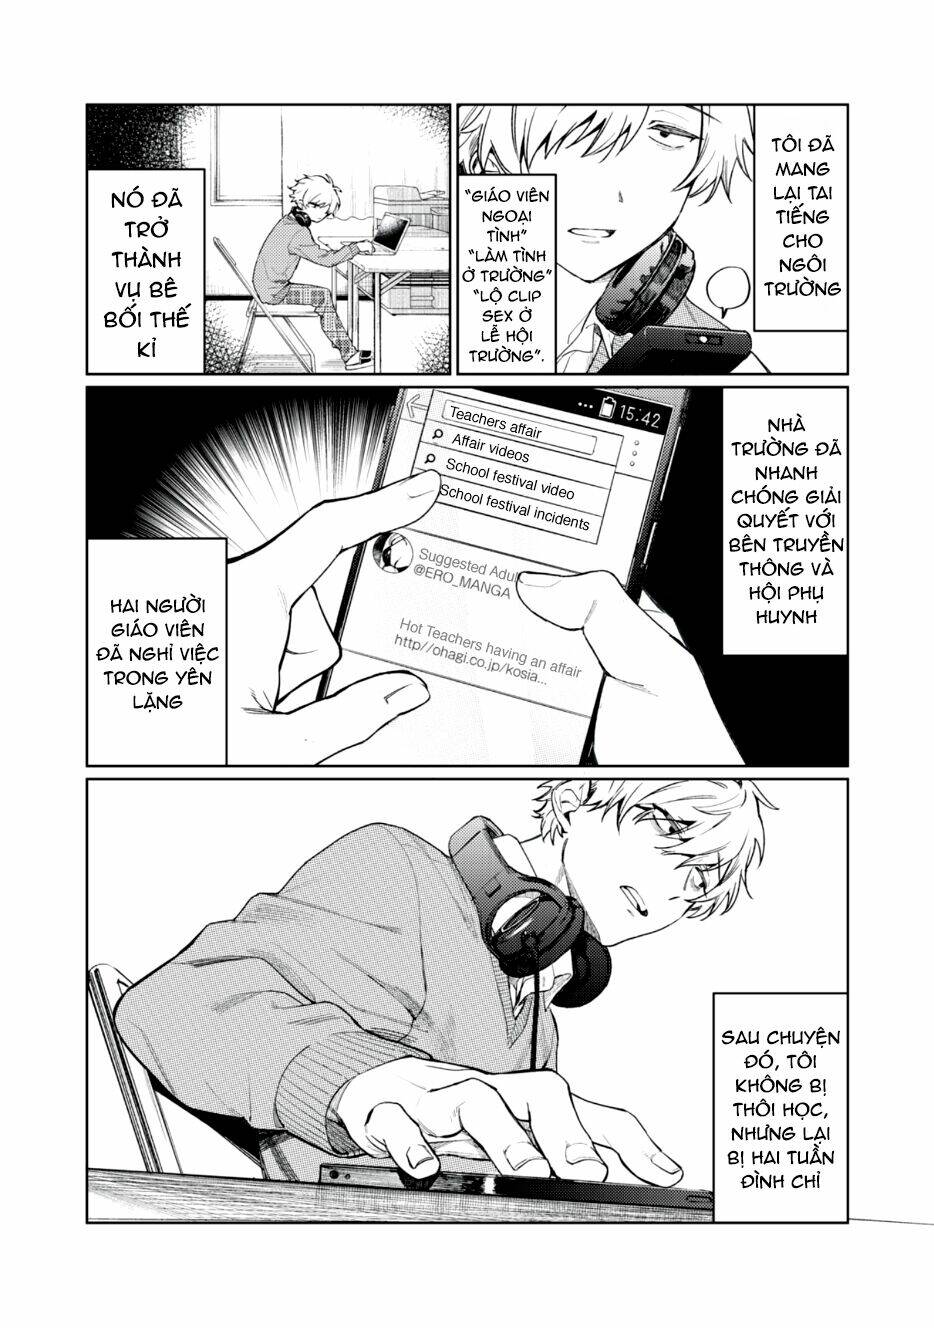 TÔI ĐÃ
MANG
LẠI TAI
TIẾNG
CHO
NGÔI
TRƯỜNG
“GIÁO VIÊN
NGOẠI
TÌNH”
“LÀM TÌNH
Ở TRƯỜNG”
“LỘ CLIP
SEX Ở
LỄ HỘI
TRƯỜNG”.
NÓ ĐÃ
TRỞ
THÀNH
VỤ BÊ
BỐI THẾ
KỈ
NHÀ
TRƯỜNG ĐÃ
NHANH
CHÓNG GIẢI
QUYẾT VỚI
BÊN TRUYỀN
THÔNG VÀ
HỘI PHỤ
HUYNH
15:42
Teachers affair
Affair videos
School festival video
School festival incidents
Suggested Adul
@ERO_MANGA
Hot Teachers having an affair
http//ohagi.co.jp/kosia...
HAI NGƯỜI
GIÁO VIÊN
ĐÃ NGHỈ VIỆC
TRONG YÊN
LẶNG
SAU CHUYỆN
ĐÓ, TÔI
KHÔNG BỊ
THÔI HỌC,
NHƯNG LẠI
BỊ HAI TUẦN
ĐÌNH CHỈ